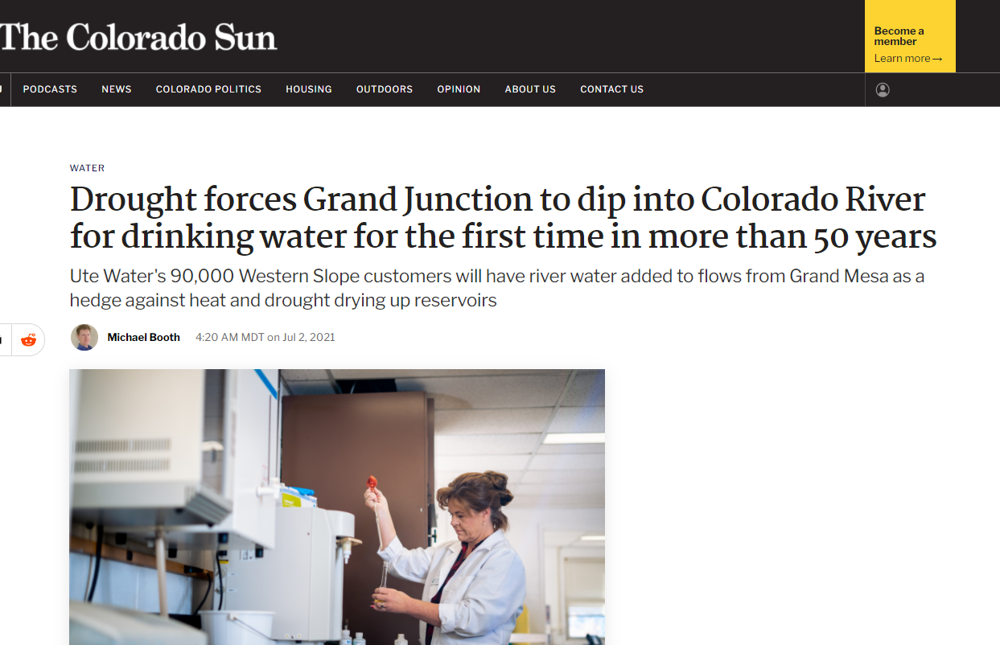 The Colorado Sun
Become a
member
Learn more→
PODCASTS NEWS COLORADO POLITICS HOUSING OUTDOORS OPINION ABOUT US CONTACT US
WATER
Drought forces Grand Junction to dip into Colorado River
for drinking water for the first time in more than 50 years
Ute Water's 90,000 Western Slope customers will have river water added to flows from Grand Mesa as a
hedge against heat and drought drying up reservoirs
Michael Booth 4:20 AM MDT on Jul 2, 2021